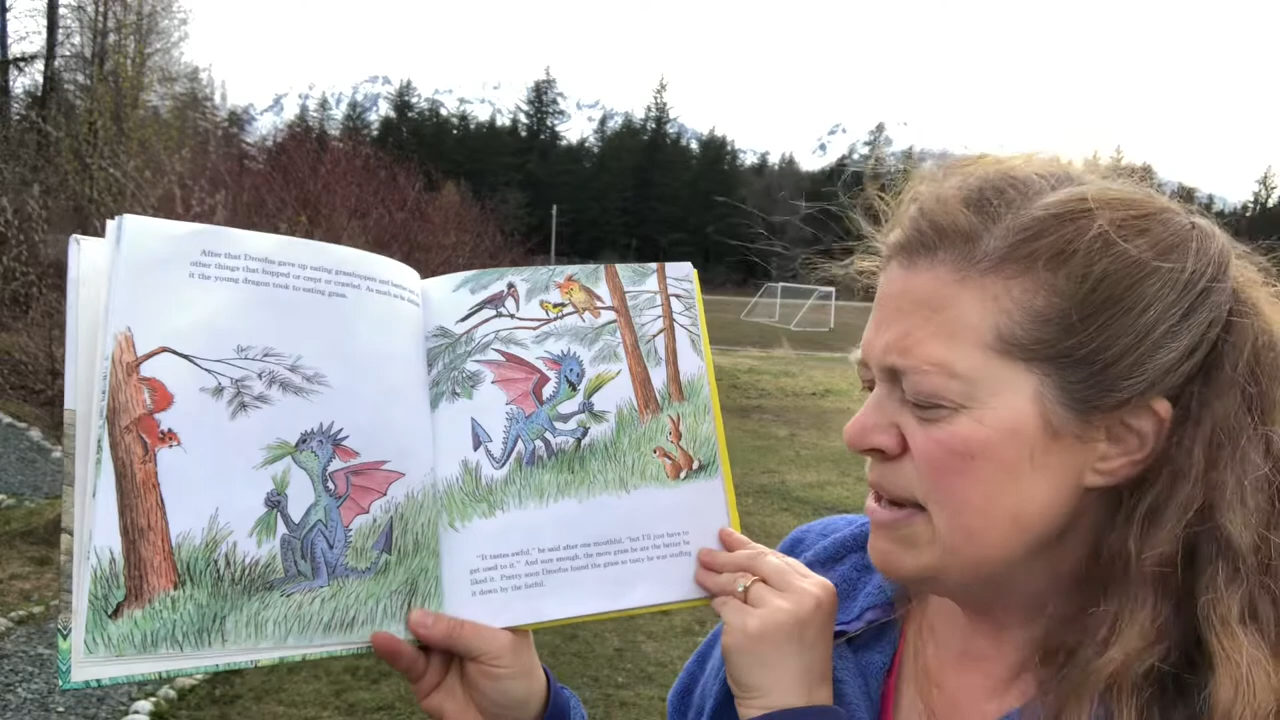 After that Droofus gave up eating grasshoppers and beetles and
other things that hopped or crept or crawled. As much as he disliked
it the young dragon took to eating grass.
"It tastes awful," he said after one mouthful, "but I'll just have to
get used to it." And sure enough, the more grass he ate the better he
liked it. Pretty soon Droofus found the grass so tasty he was stuffing
it down by the fistful.